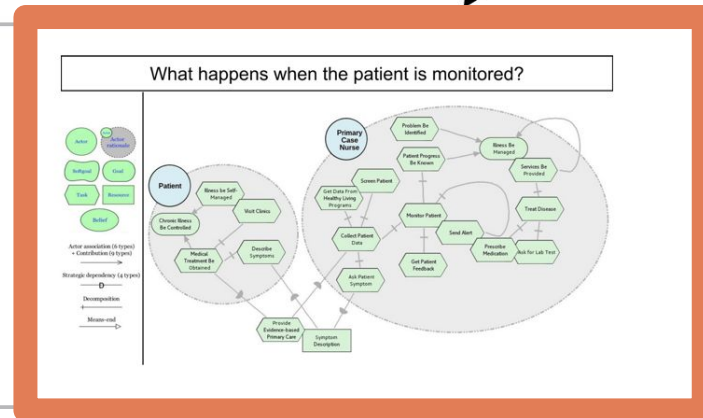 What happens when the patient is monitored?
Actor
Actor
rationale
Softgoal
Goal
Task
Resource
Belief
Actor association (6 types)
+ Contribution (9 types)
Strategic dependency (4 types)
D
Decomposition
Means-end
Patient
Illness be Self-
Managed
Visit Clinics
Chronic Illness
Be Controlled
Medical
Treatment Be
Obtained
Describe
Symptoms
Provide
Evidence-based
Primary Care
Symptom
Description
Primary
Case
Nurse
Problem Be
Identified
Patient Progress
Be Known
Illness Be
Managed
Services Be
Provided
Screen Patient
Get Data From
Healthy Living
Programs
Collect Patient
Data
Ask Patient
Symptom
Monitor Patient
Send Alert
Get Patient
Feedback
Treat Disease
Prescribe
Medication
Ask for Lab Test